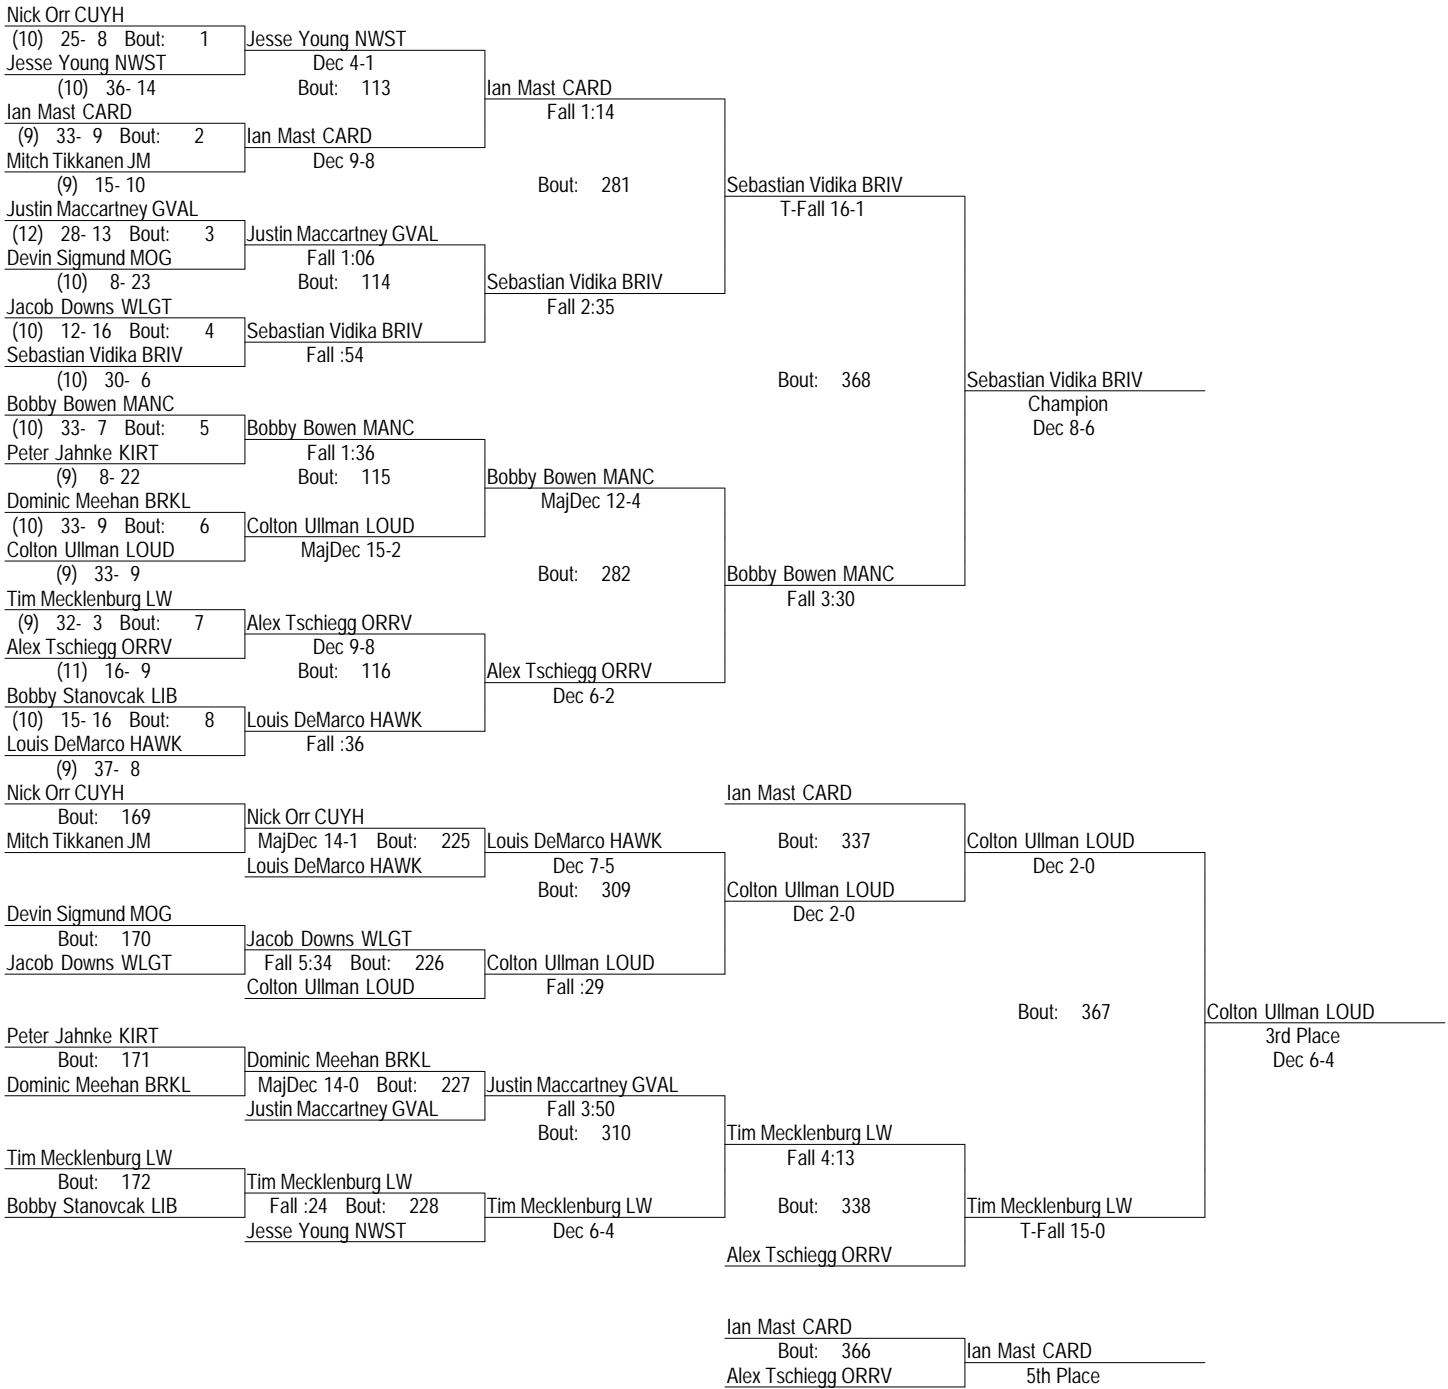 Nick Orr CUYH
(10) 25- 8 Bout: 1 Jesse Young NWST
Jesse Young NWST Dec 4-1
(10) 36- 14 Bout: 113 Ian Mast CARD
Ian Mast CARD Fall 1:14
(9) 33- 9 Bout: 2 Ian Mast CARD
Mitch Tikkanen JM Dec 9-8
(9) 15- 10 Bout: 281 Sebastian Vidika BRIV
Justin Maccartney GVAL T-Fall 16-1
(12) 28- 13 Bout: 3 Justin Maccartney GVAL
Devin Sigmund MOG Fall 1:06
(10) 8- 23 Bout: 114 Sebastian Vidika BRIV
Jacob Downs WLGT Fall 2:35
(10) 12- 16 Bout: 4 Sebastian Vidika BRIV
Sebastian Vidika BRIV Fall :54
(10) 30- 6 Bout: 368 Sebastian Vidika BRIV
Bobby Bowen MANC Champion
(10) 33- 7 Bout: 5 Bobby Bowen MANC Dec 8-6
Peter Jahnke KIRT Fall 1:36
(9) 8- 22 Bout: 115 Bobby Bowen MANC
Dominic Meehan BRKL MajDec 12-4
(10) 33- 9 Bout: 6 Colton Ullman LOUD
Colton Ullman LOUD MajDec 15-2
(9) 33- 9 Bout: 282 Bobby Bowen MANC
Tim Mecklenburg LW Fall 3:30
(9) 32- 3 Bout: 7 Alex Tschiegg ORRV
Alex Tschiegg ORRV Dec 9-8
(11) 16- 9 Bout: 116 Alex Tschiegg ORRV
Bobby Stanovcak LIB Dec 6-2
(10) 15- 16 Bout: 8 Louis DeMarco HAWK
Louis DeMarco HAWK Fall :36
(9) 37- 8
Nick Orr CUYH Ian Mast CARD
Bout: 169 Nick Orr CUYH
Mitch Tikkanen JM MajDec 14-1 Bout: 225 Louis DeMarco HAWK Bout: 337 Colton Ullman LOUD
Louis DeMarco HAWK Dec 7-5 Dec 2-0
Bout: 309 Colton Ullman LOUD
Devin Sigmund MOG Dec 2-0
Bout: 170 Jacob Downs WLGT
Jacob Downs WLGT Fall 5:34 Bout: 226 Colton Ullman LOUD
Colton Ullman LOUD Fall :29
Bout: 367 Colton Ullman LOUD
Peter Jahnke KIRT 3rd Place
Bout: 171 Dominic Meehan BRKL Dec 6-4
Dominic Meehan BRKL MajDec 14-0 Bout: 227 Justin Maccartney GVAL
Justin Maccartney GVAL Fall 3:50
Bout: 310 Tim Mecklenburg LW
Tim Mecklenburg LW Fall 4:13
Bout: 172 Tim Mecklenburg LW
Bobby Stanovcak LIB Fall :24 Bout: 228 Tim Mecklenburg LW Bout: 338 Tim Mecklenburg LW
Jesse Young NWST Dec 6-4 T-Fall 15-0
Alex Tschiegg ORRV
Ian Mast CARD
Bout: 366 Ian Mast CARD
Alex Tschiegg ORRV 5th Place